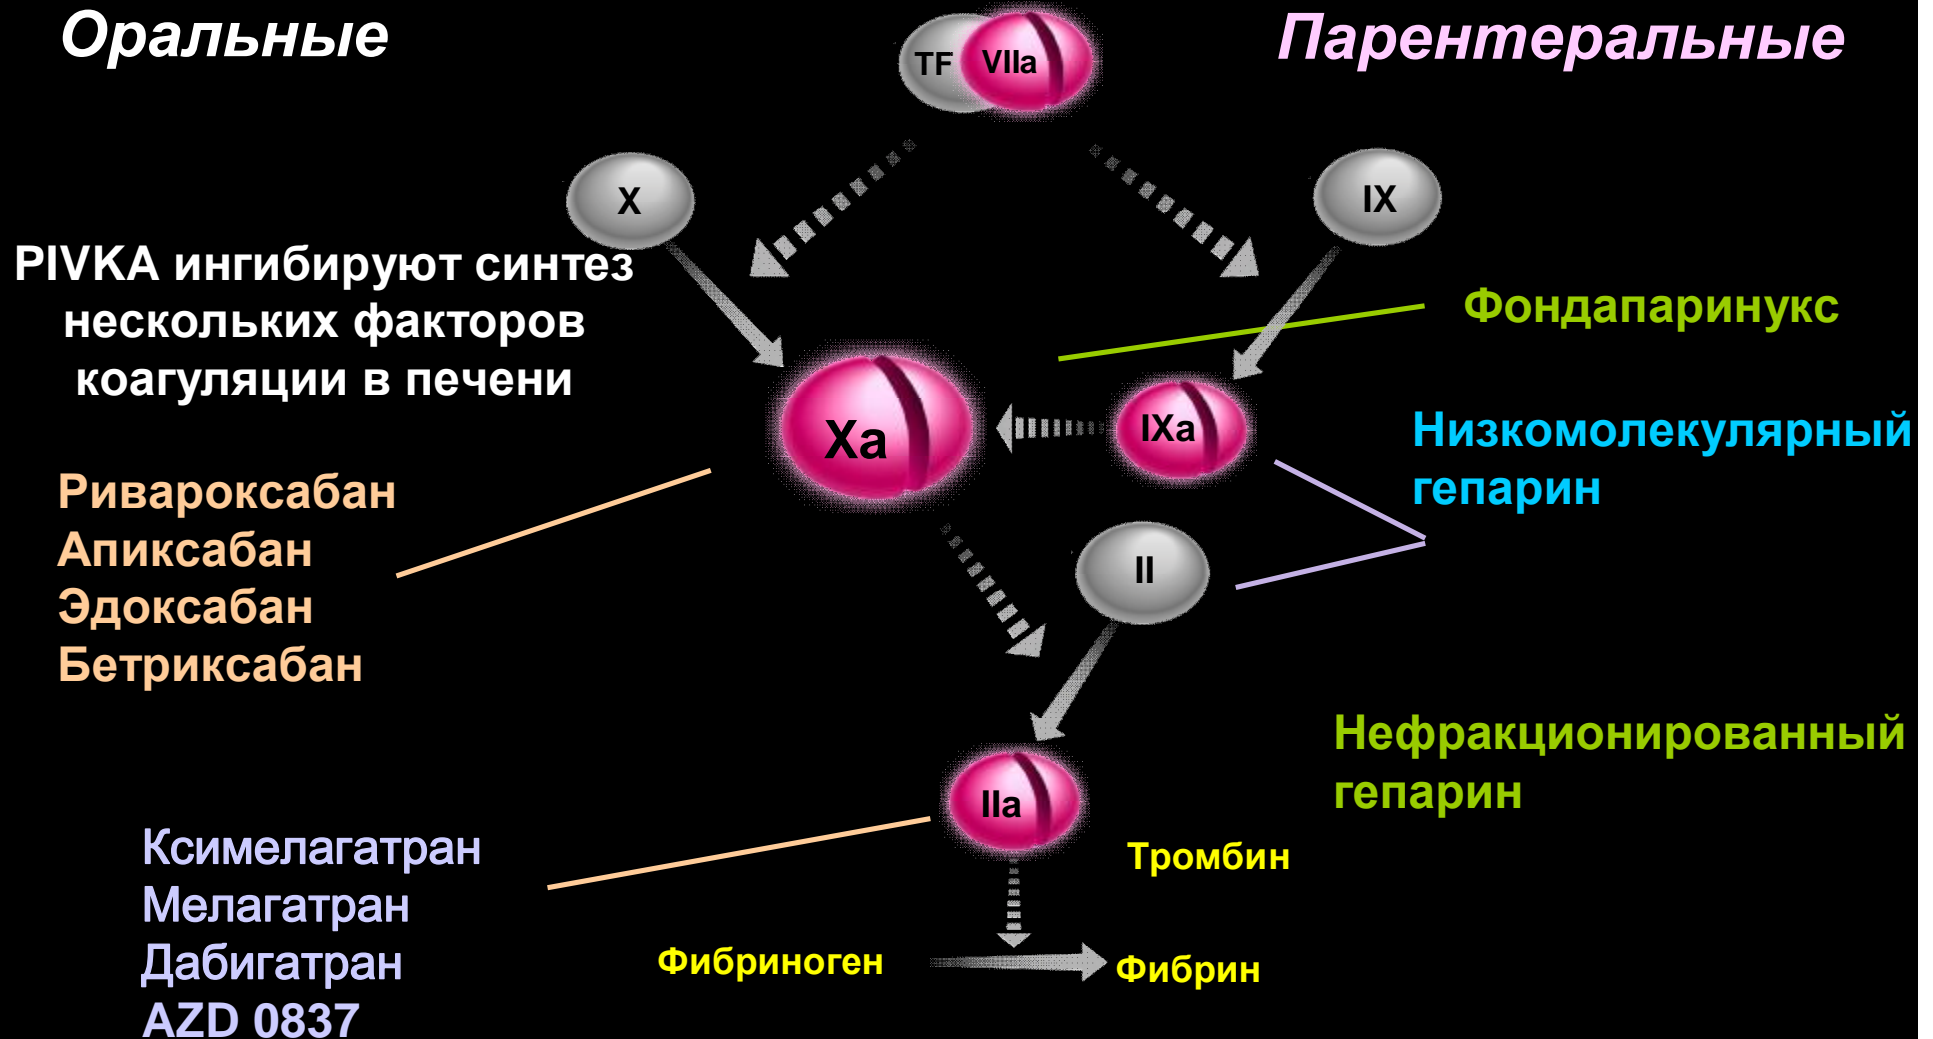 Оральные
Парентеральные
TF
VIIa
X
IX
PIVKA ингибируют синтез
нескольких факторов
коагуляции в печени
Фондапаринукс
Xa
IXa
Низкомолекулярный
гепарин
Ривароксабан
Апиксабан
Эдоксабан
Бетриксабан
II
Нефракционированный
гепарин
IIa
Тромбин
Ксимелагатран
Мелагатран
Дабигатран
AZD 0837
Фибриноген
Фибрин